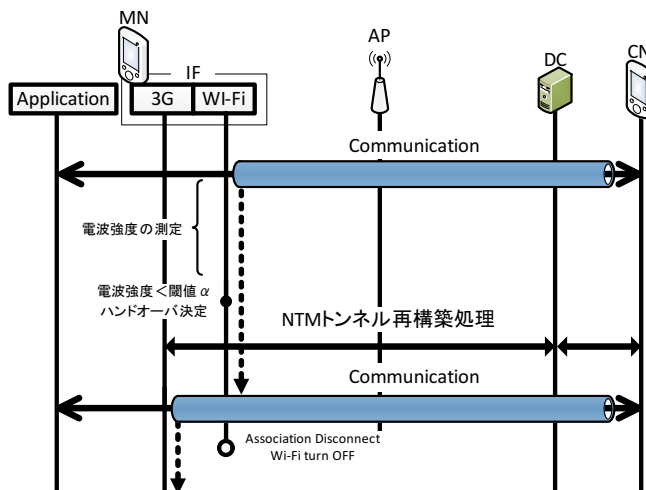 MN
IF
AP
DC
CN
Application
3G
WI-Fi
Communication
電波強度の測定
電波強度<閾値α
ハンドオーバ決定
NTMトンネル再構築処理
Communication
Association Disconnect
Wi-Fi turn OFF